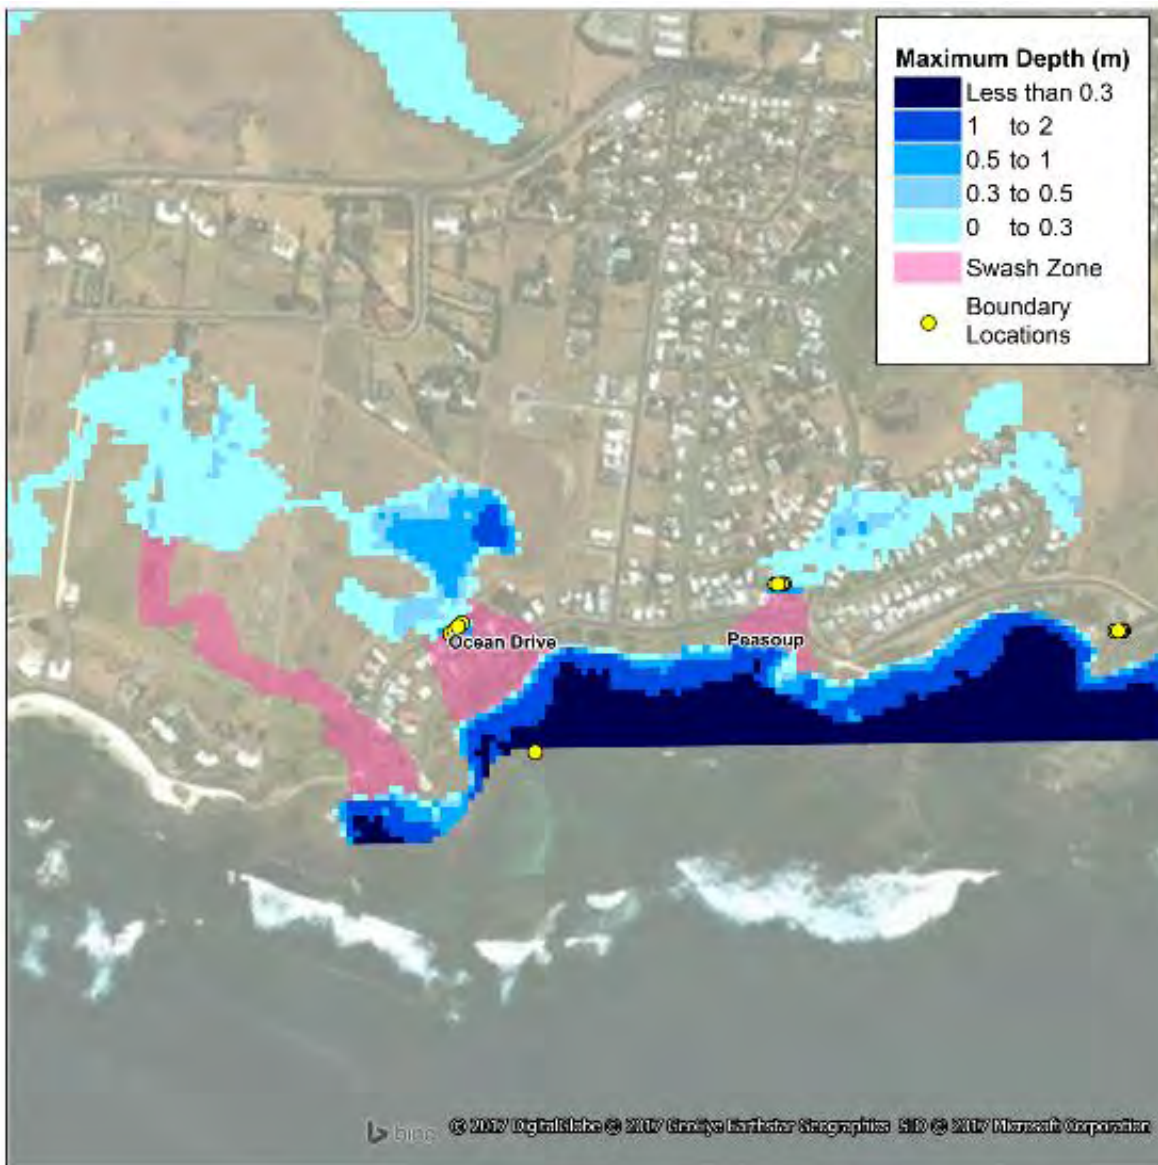 Maximum Depth (m)
Less than 0.3
1 to 2
0.5 to 1
0.3 to 0.5
0 to 0.3
Swash Zone
Boundary
Locations
Ocean Drive
Peasoup
bing © 2017 DigitalGlobe © 2017 GeoEye Earthstar Geographics SIO © 2017 Microsoft Corporation